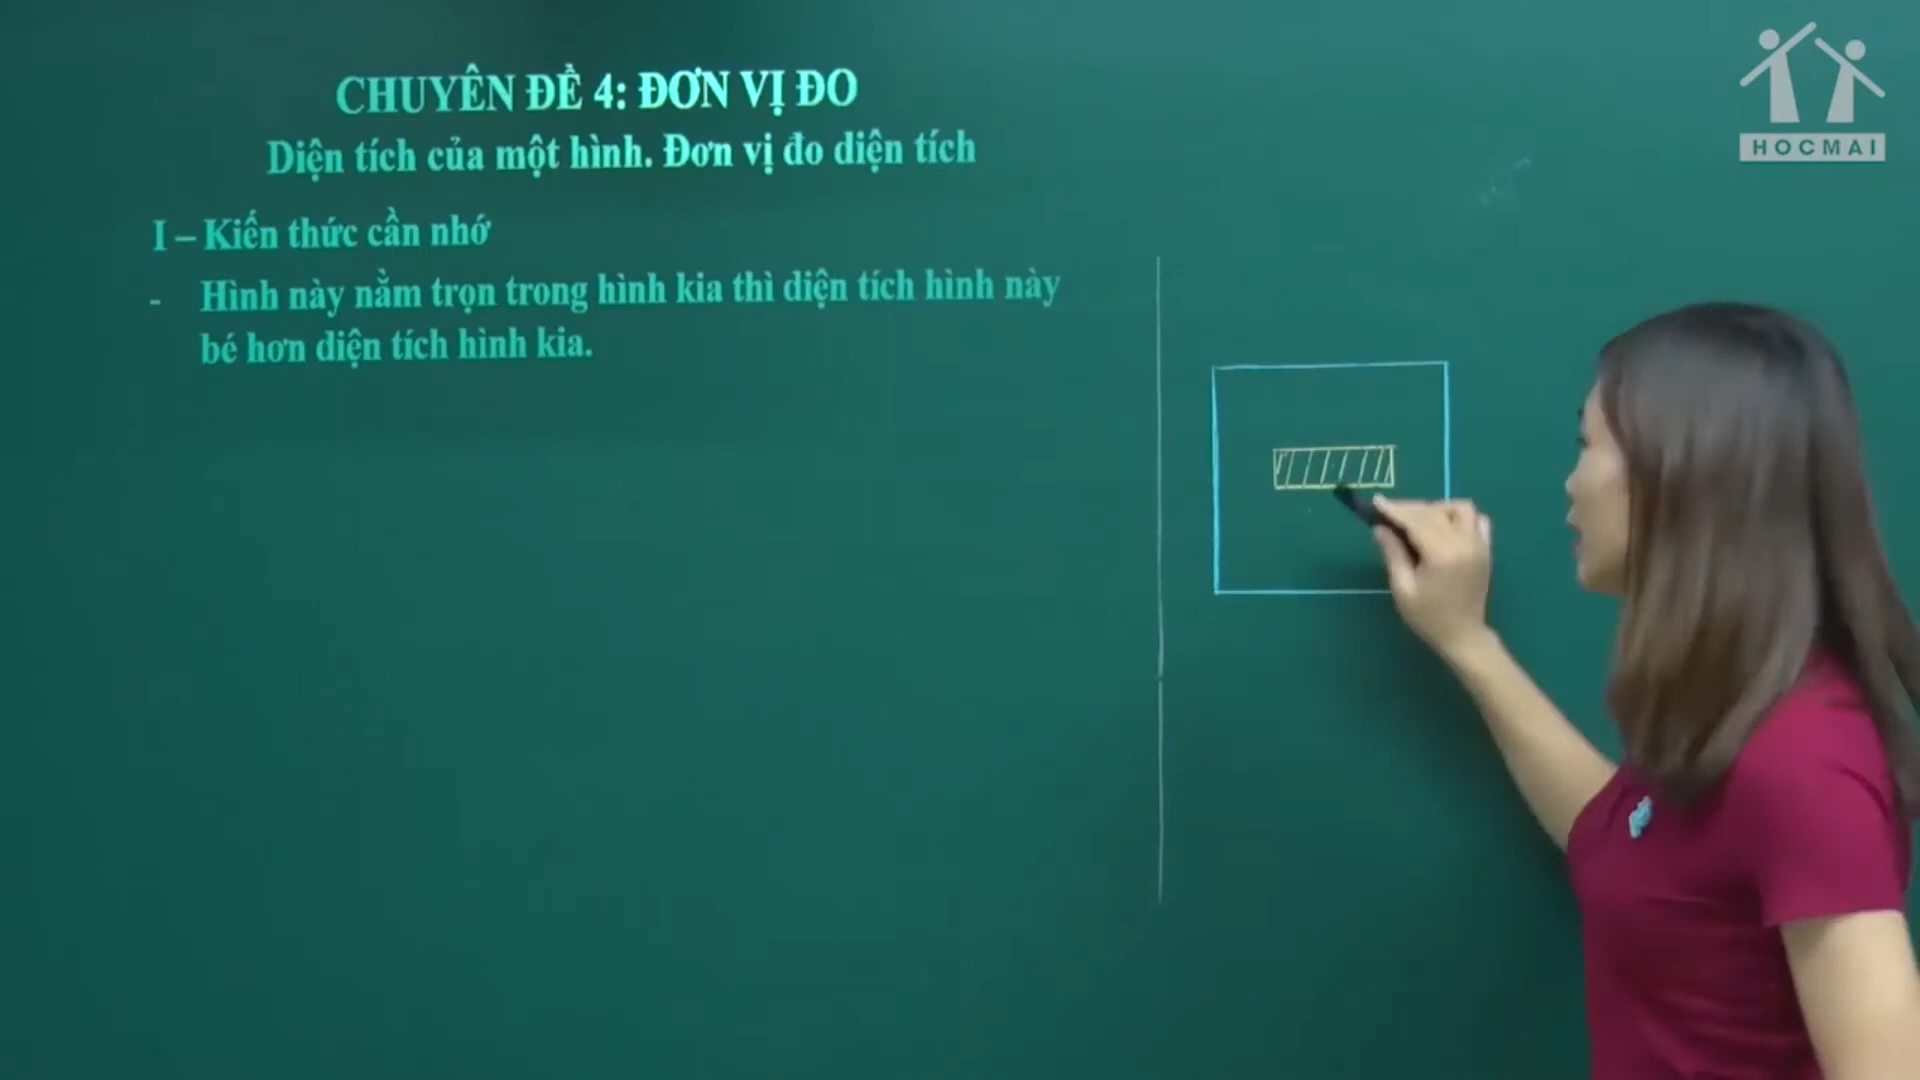 CHUYÊN ĐỀ 4: ĐƠN VỊ ĐO
Diện tích của một hình. Đơn vị đo diện tích
I – Kiến thức cần nhớ
- Hình này nằm trọn trong hình kia thì diện tích hình này
bé hơn diện tích hình kia.
HOCMAI